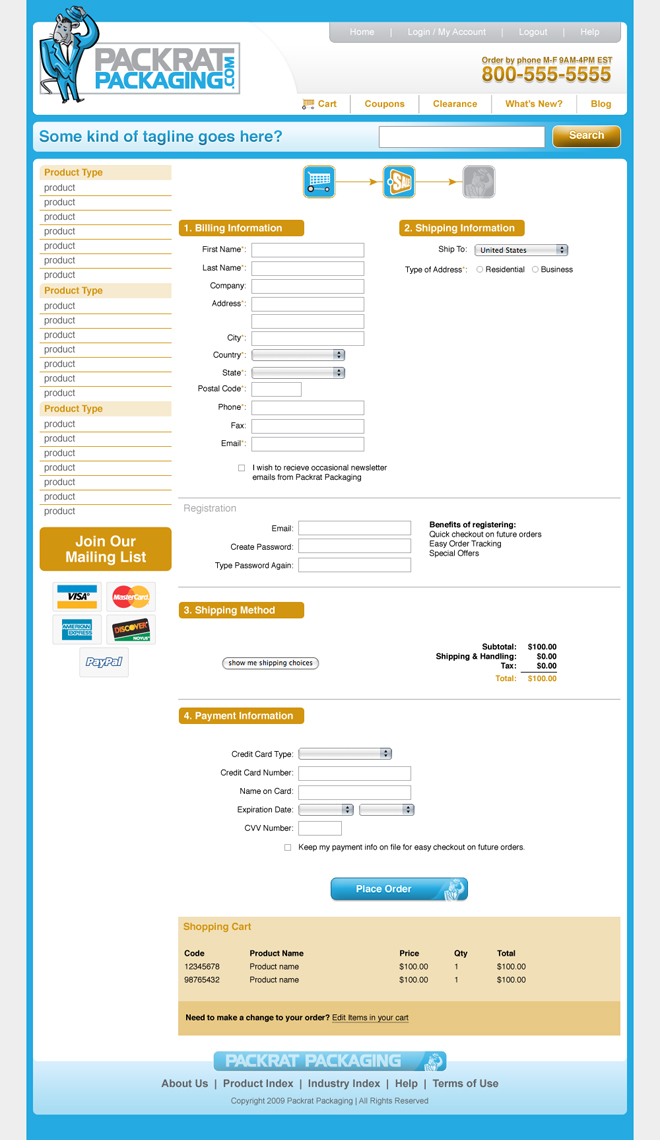 Home | Login / My Account | Logout | Help
PACKRAT
PACKAGING.COM
Order by phone M-F 9AM-4PM EST
800-555-5555
Cart Coupons Clearance What's New? Blog
Some kind of tagline goes here?
Search
Product Type
product
product
product
product
product
product
product
Product Type
product
product
product
product
product
product
product
Product Type
product
product
product
product
product
product
product
Join Our
Mailing List
VISA
MasterCard
AMERICAN EXPRESS
DISCOVER
NOVUS
PayPal
SALE
1. Billing Information
First Name*:
Last Name*:
Company:
Address*:
City*:
Country*:
State*:
Postal Code*:
Phone*:
Fax:
Email*:
I wish to recieve occasional newsletter
emails from Packrat Packaging
2. Shipping Information
Ship To: United States
Type of Address*: Residential Business
Registration
Email:
Create Password:
Type Password Again:
Benefits of registering:
Quick checkout on future orders
Easy Order Tracking
Special Offers
3. Shipping Method
show me shipping choices
Subtotal: $100.00
Shipping & Handling: $0.00
Tax: $0.00
Total: $100.00
4. Payment Information
Credit Card Type:
Credit Card Number:
Name on Card:
Expiration Date:
CVV Number:
Keep my payment info on file for easy checkout on future orders.
Place Order
Shopping Cart
Code Product Name Price Qty Total
12345678 Product name $100.00 1 $100.00
98765432 Product name $100.00 1 $100.00
Need to make a change to your order? Edit Items in your cart
PACKRAT PACKAGING
About Us | Product Index | Industry Index | Help | Terms of Use
Copyright 2009 Packrat Packaging | All Rights Reserved